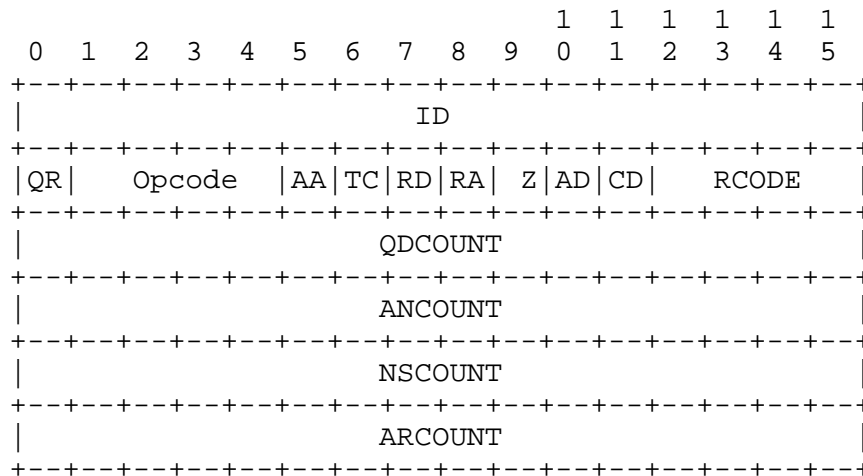 1  1  1  1  1  1
  0  1  2  3  4  5  6  7  8  9  0  1  2  3  4  5
+--+--+--+--+--+--+--+--+--+--+--+--+--+--+--+--+
|                      ID                       |
+--+--+--+--+--+--+--+--+--+--+--+--+--+--+--+--+
|QR|   Opcode  |AA|TC|RD|RA| Z|AD|CD|   RCODE   |
+--+--+--+--+--+--+--+--+--+--+--+--+--+--+--+--+
|                    QDCOUNT                    |
+--+--+--+--+--+--+--+--+--+--+--+--+--+--+--+--+
|                    ANCOUNT                    |
+--+--+--+--+--+--+--+--+--+--+--+--+--+--+--+--+
|                    NSCOUNT                    |
+--+--+--+--+--+--+--+--+--+--+--+--+--+--+--+--+
|                    ARCOUNT                    |
+--+--+--+--+--+--+--+--+--+--+--+--+--+--+--+--+